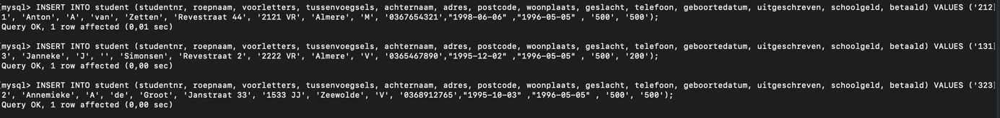 [mysql> INSERT INTO student (studentnr, roepnaam, voorletters, tussenvoegsels, achternaam, adres, postcode, woonplaats, geslacht, telefoon, geboortedatum, uitgeschreven, schoolgeld, betaald) VALUES ('212]
1', 'Anton', 'A', 'van', 'Zetten', 'Revestraat 44', '2121 VR', 'Almere', 'M', '0367654321',"1998-06-06" ,"1996-05-05" , '500', '500');
Query OK, 1 row affected (0,01 sec)
[mysql> INSERT INTO student (studentnr, roepnaam, voorletters, tussenvoegsels, achternaam, adres, postcode, woonplaats, geslacht, telefoon, geboortedatum, uitgeschreven, schoolgeld, betaald) VALUES ('131]
3', 'Janneke', 'J', '', 'Simonsen', 'Revestraat 2', '2222 VR', 'Almere', 'V', '0365467890',"1995-12-02" ,"1996-05-05" , '500', '200');
Query OK, 1 row affected (0,00 sec)
[mysql> INSERT INTO student (studentnr, roepnaam, voorletters, tussenvoegsels, achternaam, adres, postcode, woonplaats, geslacht, telefoon, geboortedatum, uitgeschreven, schoolgeld, betaald) VALUES ('323]
2', 'Annemieke', 'A', 'de', 'Groot', 'Janstraat 33', '1533 JJ', 'Zeewolde', 'V', '0368912765',"1995-10-03" ,"1996-05-05" , '500', '500');
Query OK, 1 row affected (0,00 sec)